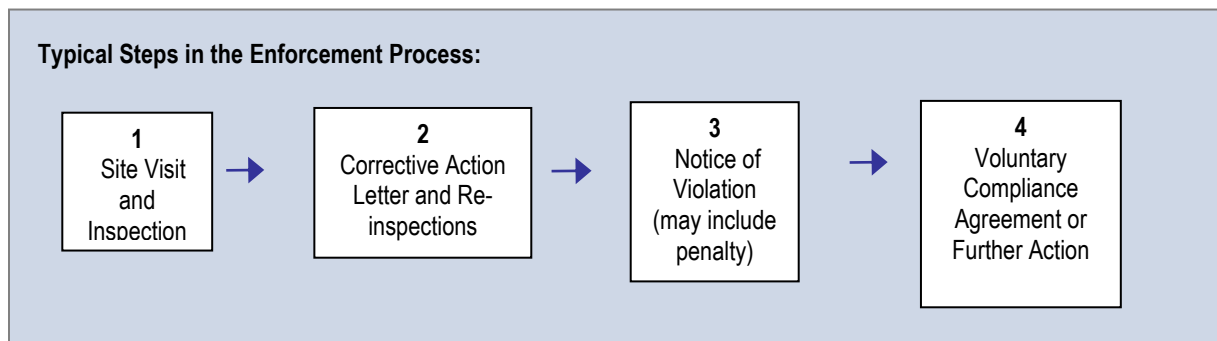 Typical Steps in the Enforcement Process:
1
Site Visit
and
Inspection
2
Corrective Action
Letter and Re-
inspections
3
Notice of
Violation
(may include
penalty)
4
Voluntary
Compliance
Agreement or
Further Action